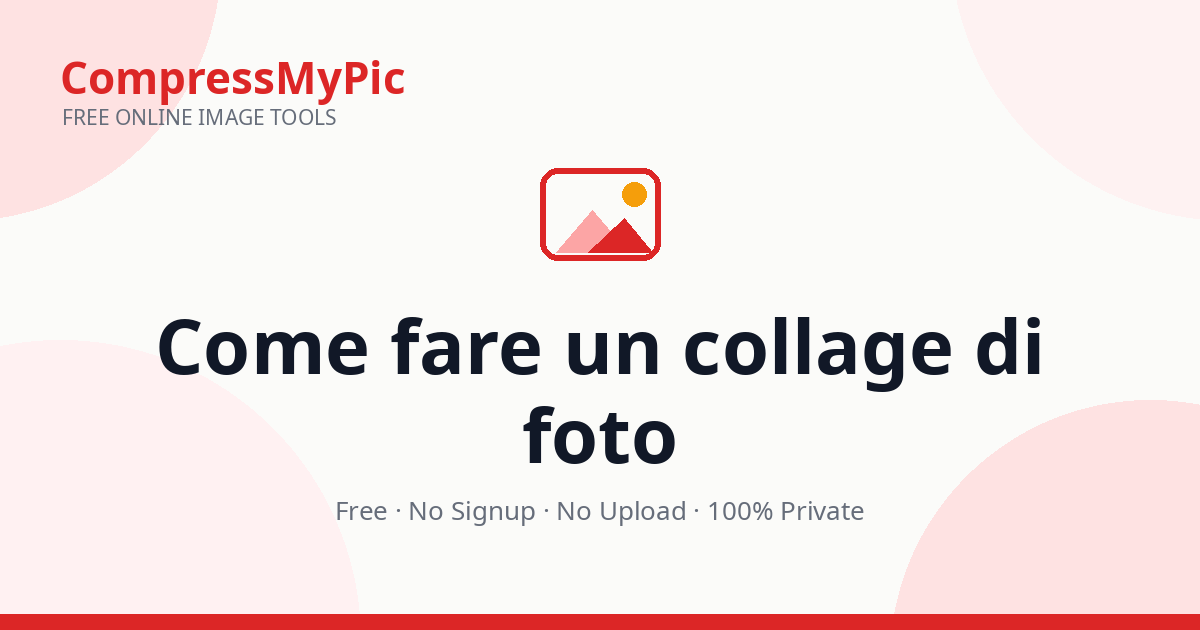 CompressMyPic
FREE ONLINE IMAGE TOOLS
Come fare un collage di
foto
Free · No Signup · No Upload · 100% Private